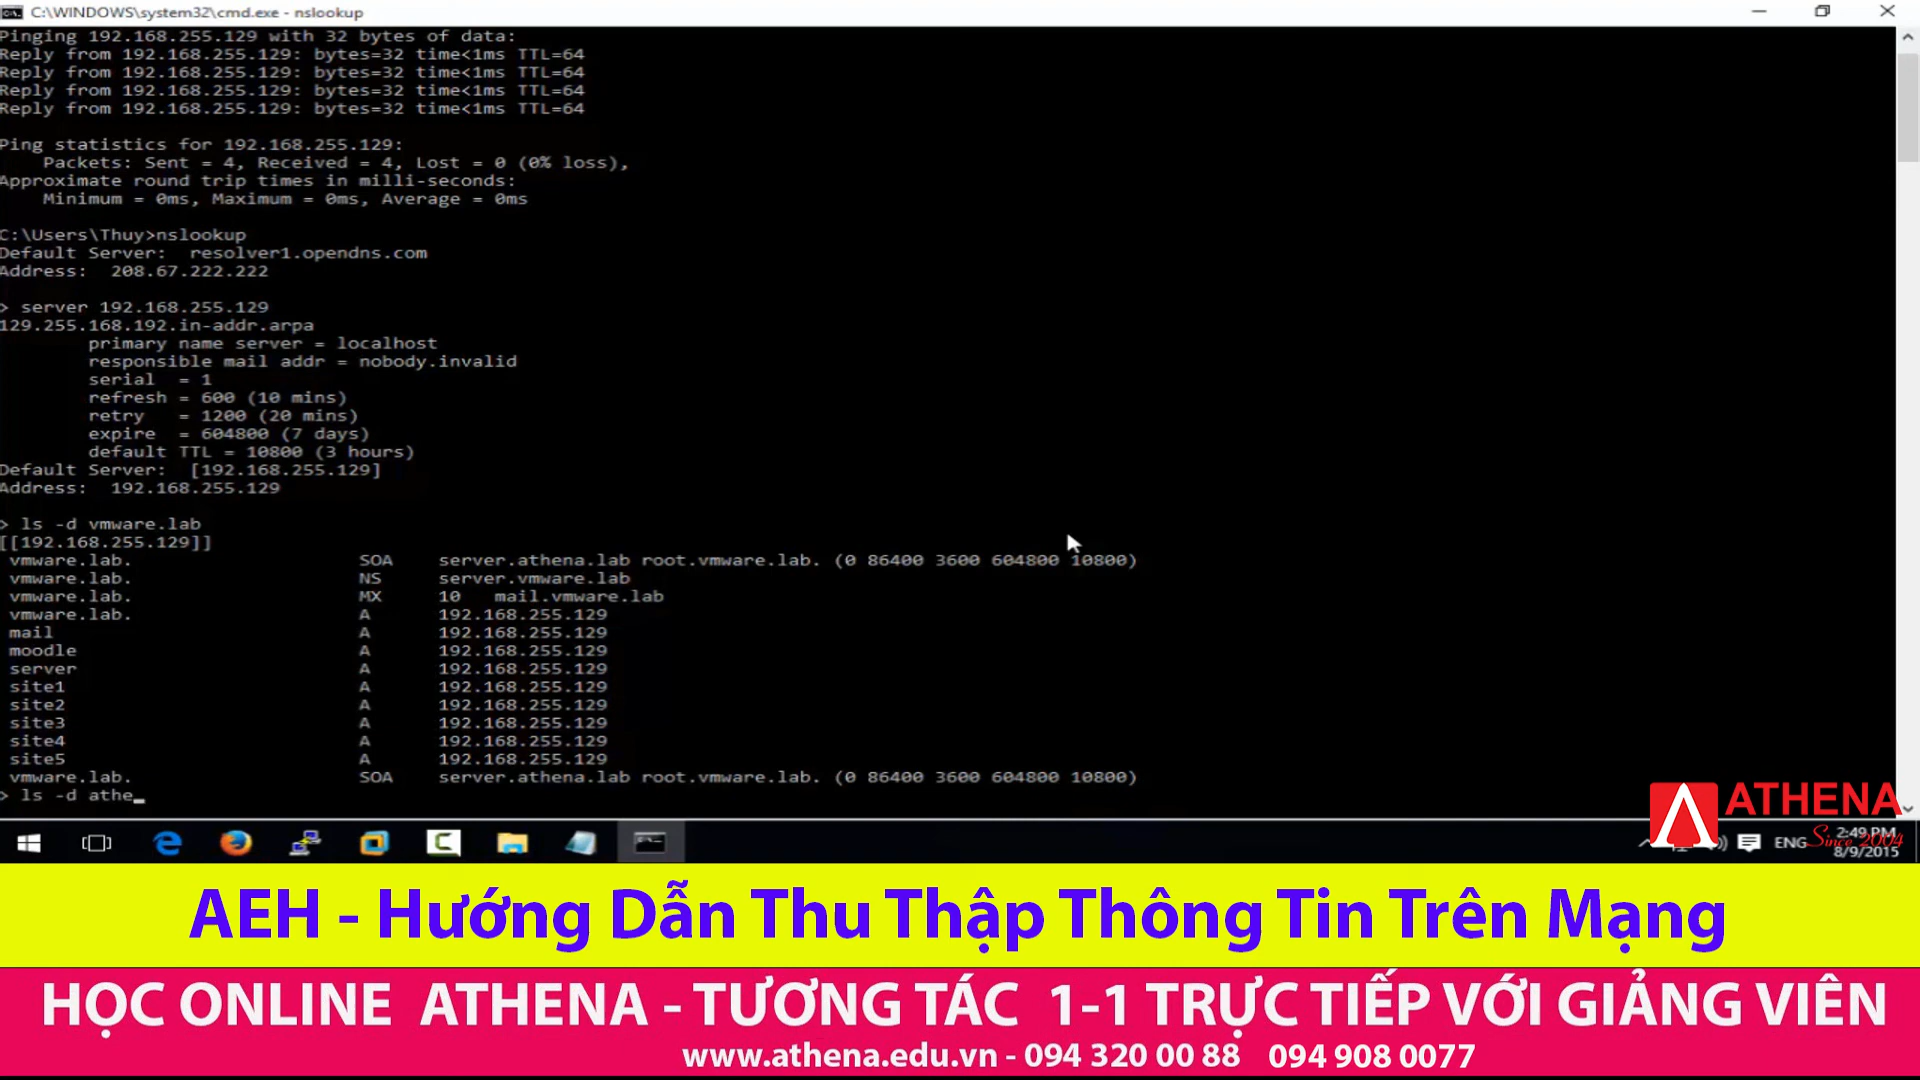 C:\WINDOWS\system32\cmd.exe - nslookup
Pinging 192.168.255.129 with 32 bytes of data:
Reply from 192.168.255.129: bytes=32 time<1ms TTL=64
Reply from 192.168.255.129: bytes=32 time<1ms TTL=64
Reply from 192.168.255.129: bytes=32 time<1ms TTL=64
Reply from 192.168.255.129: bytes=32 time<1ms TTL=64
Ping statistics for 192.168.255.129:
Packets: Sent = 4, Received = 4, Lost = 0 (0% loss),
Approximate round trip times in milli-seconds:
Minimum = 0ms, Maximum = 0ms, Average = 0ms
C:\Users\Thuy>nslookup
Default Server:  resolver1.opendns.com
Address:  208.67.222.222
> server 192.168.255.129
129.255.168.192.in-addr.arpa
primary name server = localhost
responsible mail addr = nobody.invalid
serial  = 1
refresh = 600 (10 mins)
retry   = 1200 (20 mins)
expire  = 604800 (7 days)
default TTL = 10800 (3 hours)
Default Server:  [192.168.255.129]
Address:  192.168.255.129
> ls -d vmware.lab
[[192.168.255.129]]
vmware.lab. SOA server.athena.lab root.vmware.lab. (0 86400 3600 604800 10800)
vmware.lab. NS server.vmware.lab
vmware.lab. MX 10 mail.vmware.lab
vmware.lab. A 192.168.255.129
mail A 192.168.255.129
moodle A 192.168.255.129
server A 192.168.255.129
site1 A 192.168.255.129
site2 A 192.168.255.129
site3 A 192.168.255.129
site4 A 192.168.255.129
site5 A 192.168.255.129
vmware.lab. SOA server.athena.lab root.vmware.lab. (0 86400 3600 604800 10800)
> ls -d athe_
ATHENA
Since 2004
ENG
2:49 PM
8/9/2015
AEH - Hướng Dẫn Thu Thập Thông Tin Trên Mạng
HỌC ONLINE ATHENA - TƯƠNG TÁC 1-1 TRỰC TIẾP VỚI GIẢNG VIÊN
www.athena.edu.vn - 094 320 00 88 094 908 0077